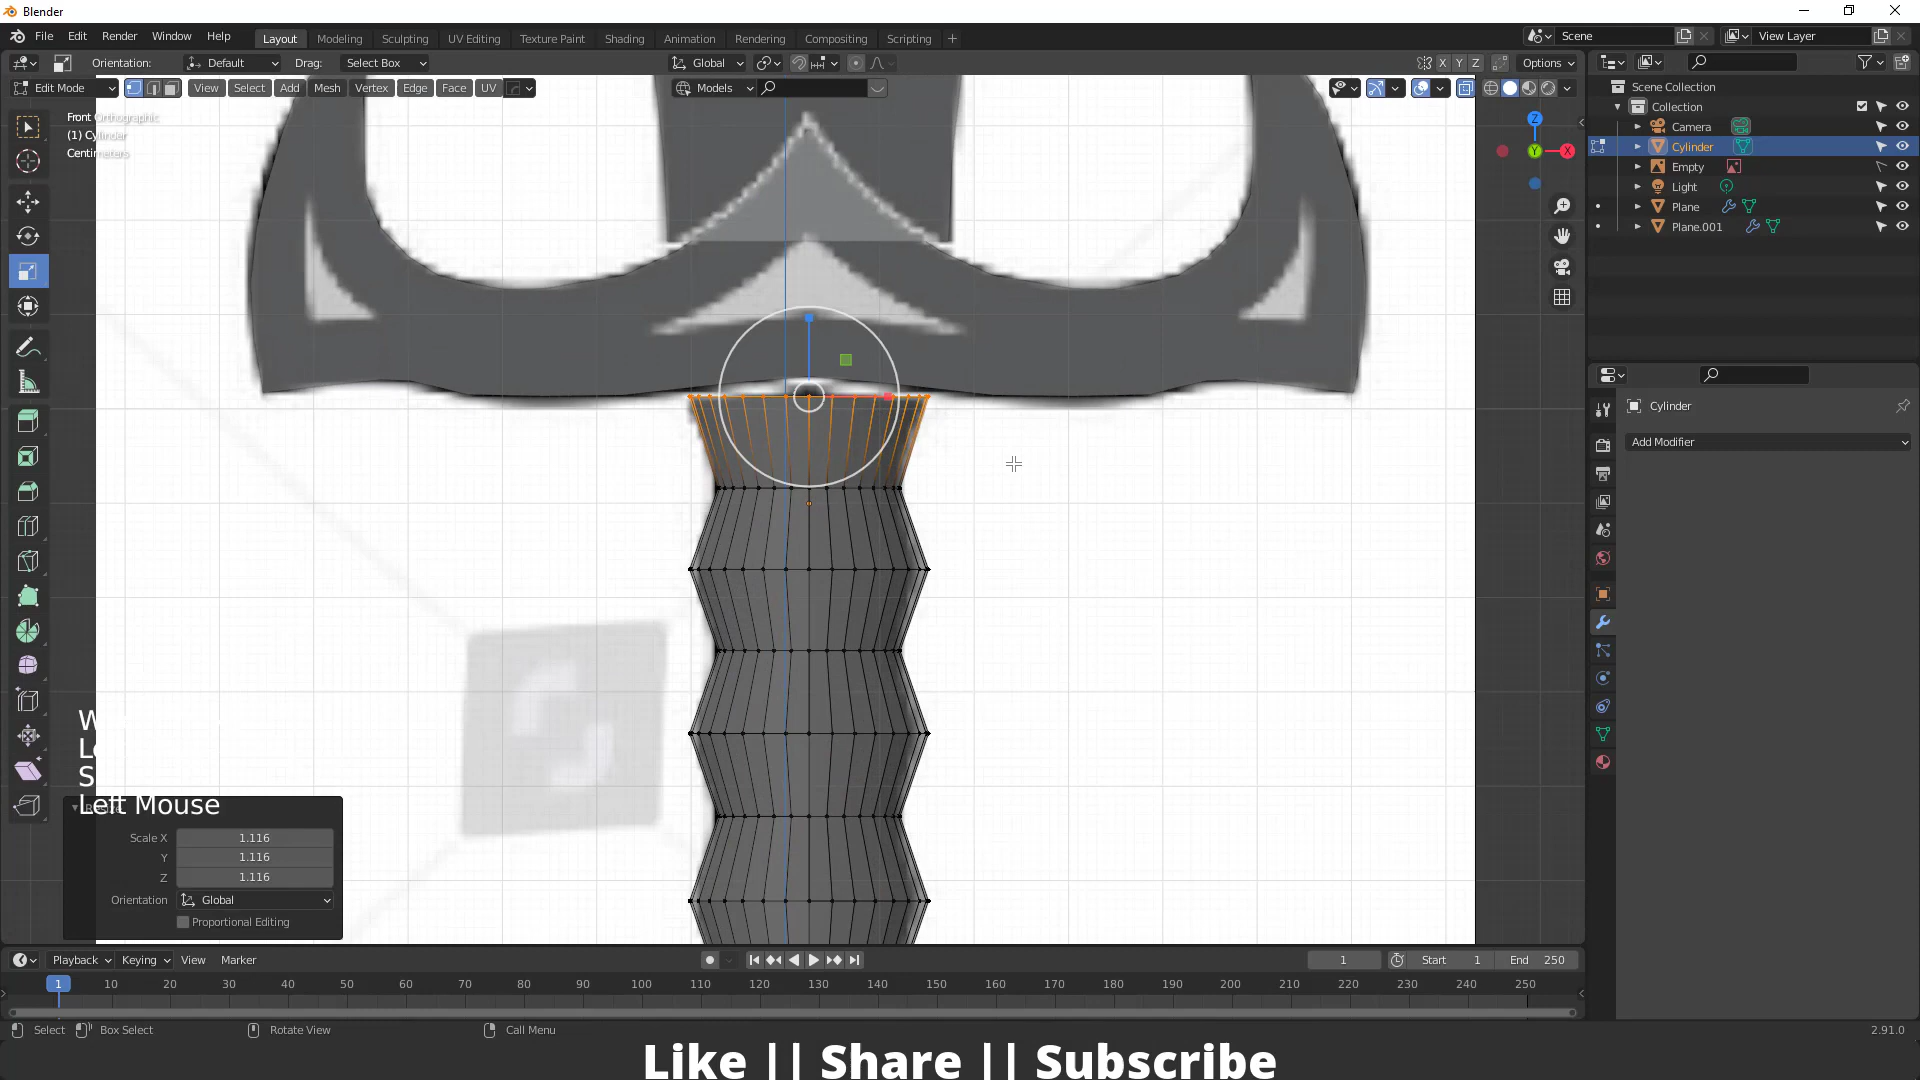 Blender
File Edit Render Window Help
Layout Modeling Sculpting UV Editing Texture Paint Shading Animation Rendering Compositing Scripting
Scene
View Layer
Orientation: Default Drag: Select Box
Global
X Y Z
Options
Edit Mode View Select Add Mesh Vertex Edge Face UV
Models
Front Orthographic
(1) Cylinder
Centimeters
Z
Y
X
Scene Collection
Collection
Camera
Cylinder
Empty
Light
Plane
Plane.001
Cylinder
Add Modifier
Left Mouse
Scale X 1.116
Y 1.116
Z 1.116
Orientation Global
Proportional Editing
Playback Keying View Marker
1
Start 1 End 250
1 10 20 30 40 50 60 70 80 90 100 110 120 130 140 150 160 170 180 190 200 210 220 230 240 250
Select Box Select Rotate View Call Menu
2.91.0
Like || Share || Subscribe